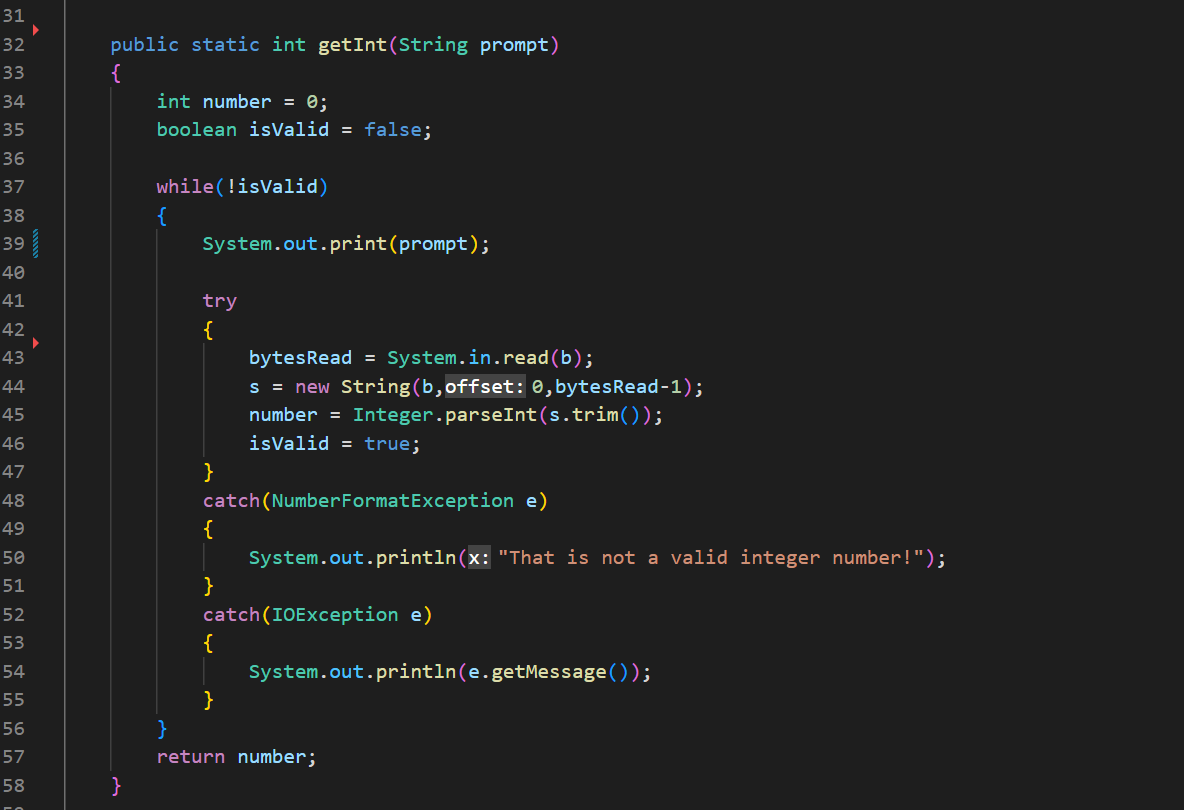 31
32 public static int getInt(String prompt)
33 {
34 int number = 0;
35 boolean isValid = false;
36
37 while(!isValid)
38 {
39 System.out.print(prompt);
40
41 try
42 {
43 bytesRead = System.in.read(b);
44 s = new String(b,offset: 0,bytesRead-1);
45 number = Integer.parseInt(s.trim());
46 isValid = true;
47 }
48 catch(NumberFormatException e)
49 {
50 System.out.println(x: "That is not a valid integer number!");
51 }
52 catch(IOException e)
53 {
54 System.out.println(e.getMessage());
55 }
56 }
57 return number;
58 }